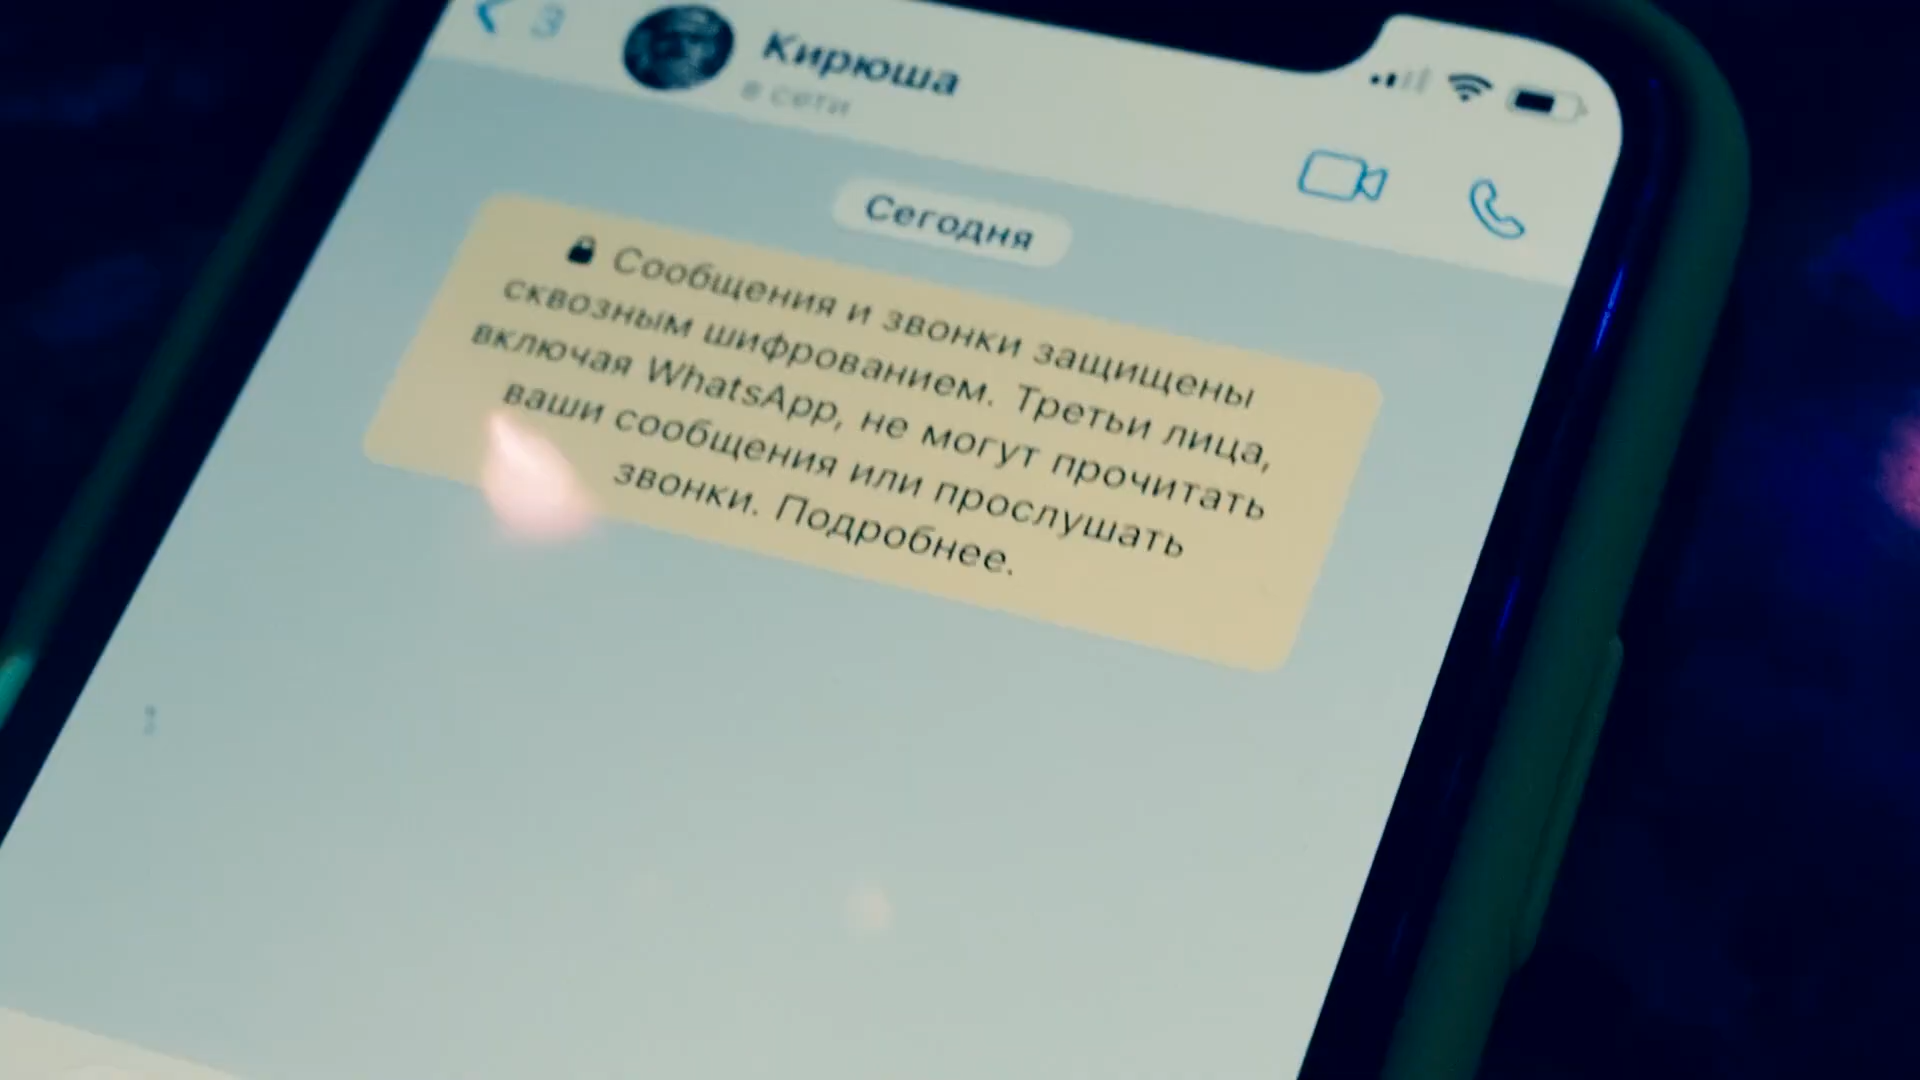 3
Кирюша
в сети
Сегодня
Сообщения и звонки защищены
сквозным шифрованием. Третьи лица,
включая WhatsApp, не могут прочитать
ваши сообщения или прослушать
звонки. Подробнее.